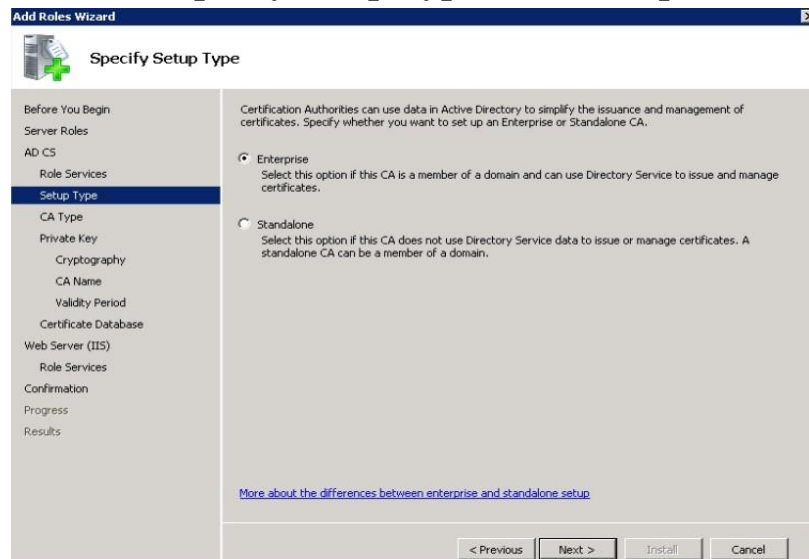 Add Roles Wizard
Specify Setup Type
Before You Begin
Server Roles
AD CS
Role Services
Setup Type
CA Type
Private Key
Cryptography
CA Name
Validity Period
Certificate Database
Web Server (IIS)
Role Services
Confirmation
Progress
Results
Certification Authorities can use data in Active Directory to simplify the issuance and management of
certificates. Specify whether you want to set up an Enterprise or Standalone CA.
Enterprise
Select this option if this CA is a member of a domain and can use Directory Service to issue and manage
certificates.
Standalone
Select this option if this CA does not use Directory Service data to issue or manage certificates. A
standalone CA can be a member of a domain.
More about the differences between enterprise and standalone setup
< Previous
Next >
Install
Cancel